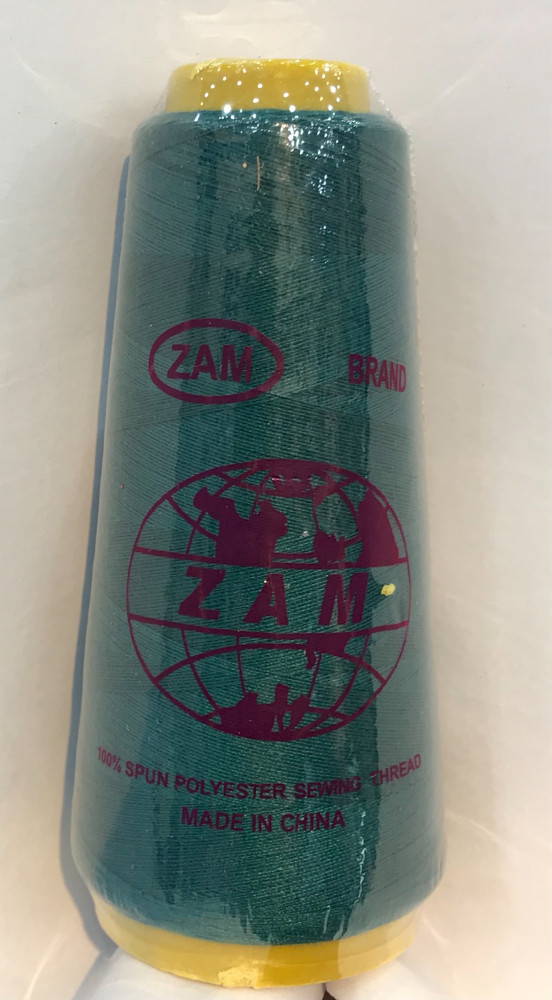 ZAM BRAND
ZAM
100% SPUN POLYESTER SEWING THREAD
MADE IN CHINA